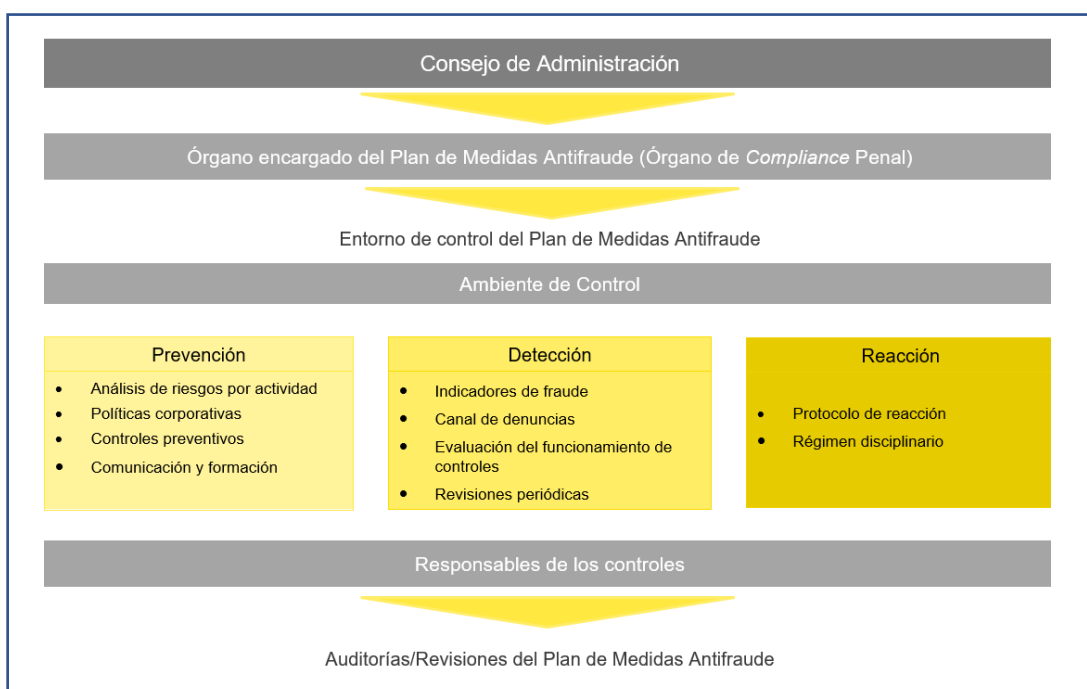 Consejo de Administración
Órgano encargado del Plan de Medidas Antifraude (Órgano de Compliance Penal)
Entorno de control del Plan de Medidas Antifraude
Ambiente de Control
Prevención
• Análisis de riesgos por actividad
• Políticas corporativas
• Controles preventivos
• Comunicación y formación
Detección
• Indicadores de fraude
• Canal de denuncias
• Evaluación del funcionamiento de
controles
• Revisiones periódicas
Reacción
• Protocolo de reacción
• Régimen disciplinario
Responsables de los controles
Auditorías/Revisiones del Plan de Medidas Antifraude